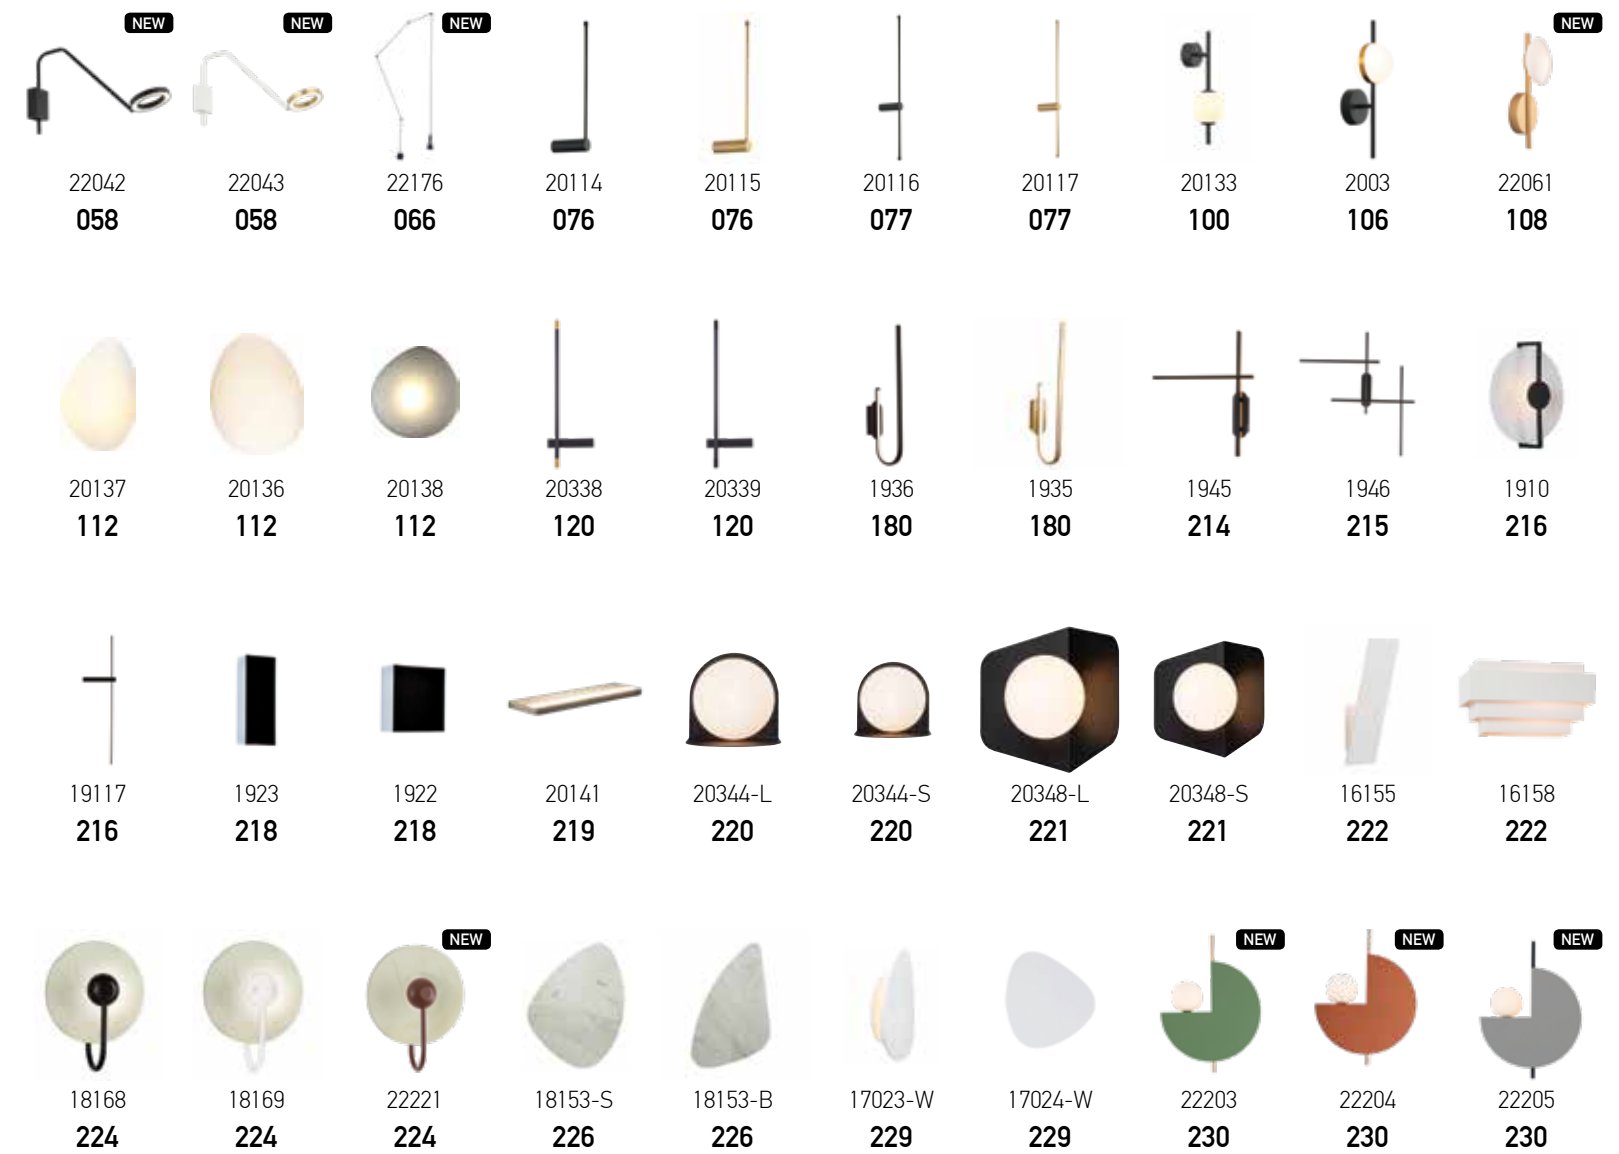 NEW NEW NEW NEW
22042 22043 22176 20114 20115 20116 20117 20133 2003 22061
058 058 066 076 076 077 077 100 106 108
20137 20136 20138 20338 20339 1936 1935 1945 1946 1910
112 112 112 120 120 180 180 214 215 216
19117 1923 1922 20141 20344-L 20344-S 20348-L 20348-S 16155 16158
216 218 218 219 220 220 221 221 222 222
NEW NEW NEW NEW
18168 18169 22221 18153-S 18153-B 17023-W 17024-W 22203 22204 22205
224 224 224 226 226 229 229 230 230 230